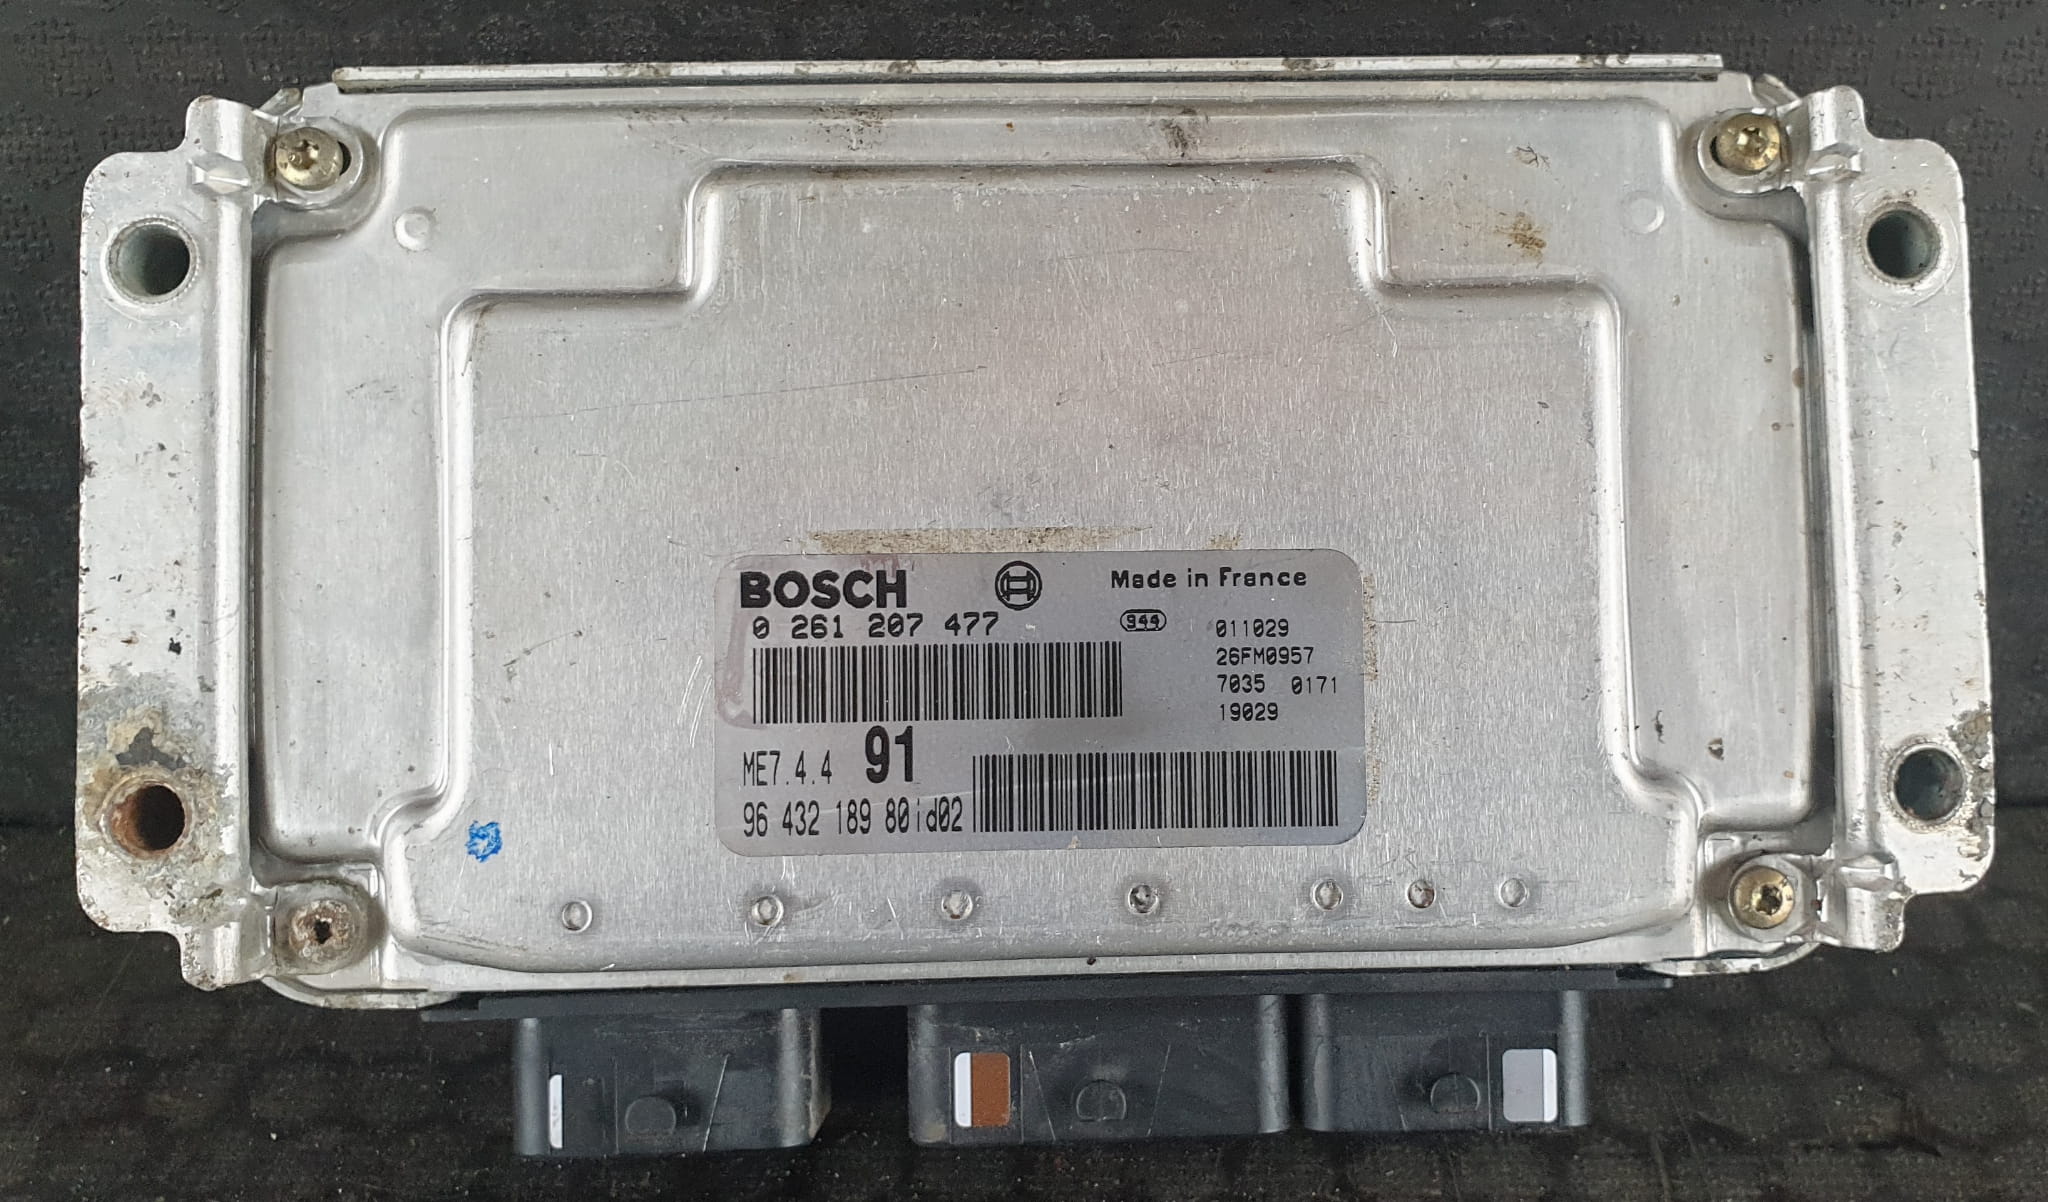 BOSCH
Made in France
0 261 207 477
944
011029
26FM0957
7035 0171
19029
ME7.4.4 91
96 432 189 80id02